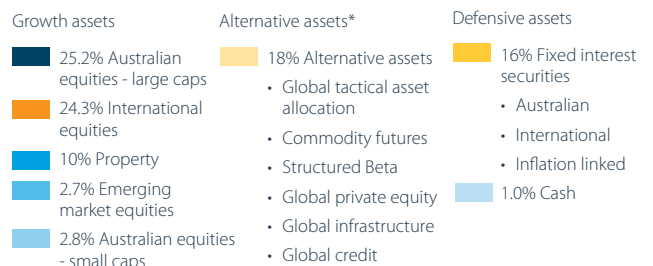 Growth assets
25.2% Australian
equities - large caps
24.3% International
equities
10% Property
2.7% Emerging
market equities
2.8% Australian equities
- small caps
Alternative assets*
18% Alternative assets
• Global tactical asset
allocation
• Commodity futures
• Structured Beta
• Global private equity
• Global infrastructure
• Global credit
Defensive assets
16% Fixed interest
securities
• Australian
• International
• Inflation linked
1.0% Cash